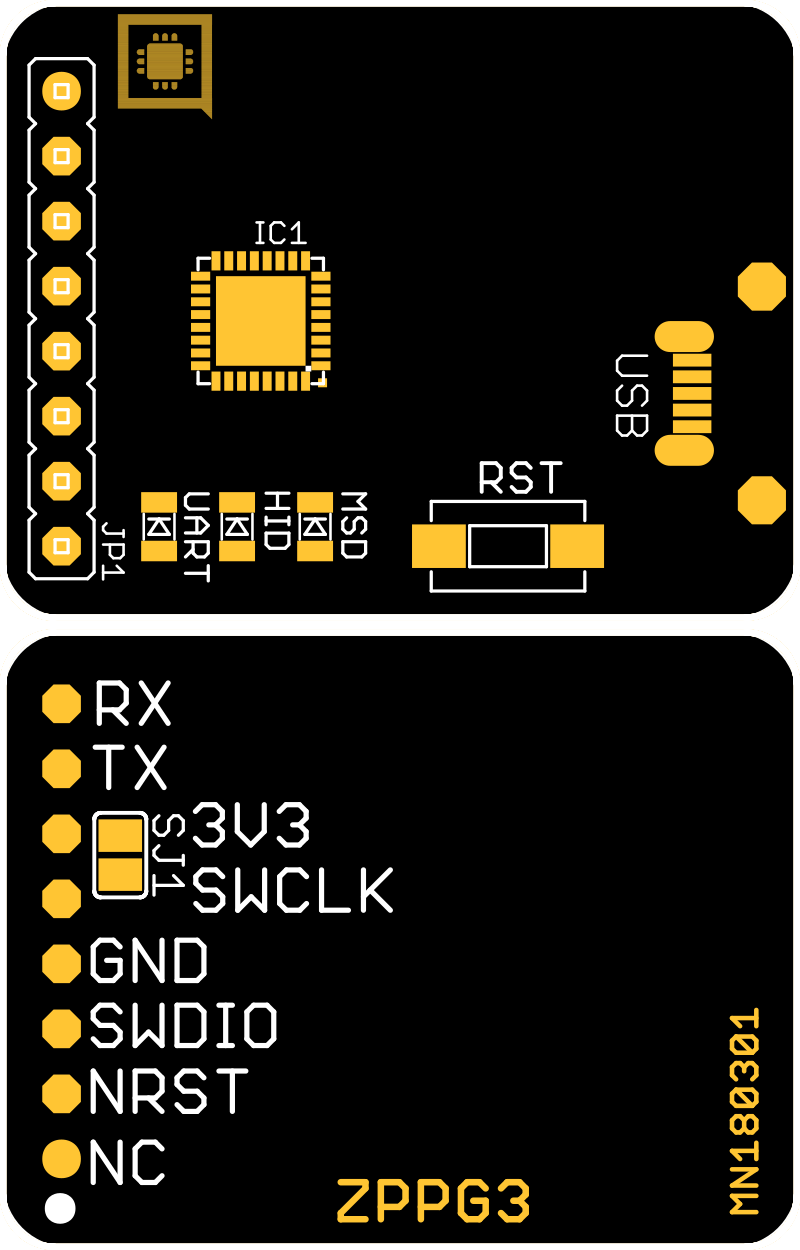 IC1
USB
RST
UART
HID
MSD
JP1
RX
TX
3V3
SJ1
SWCLK
GND
SWDIO
NRST
NC
MN180301
ZPPG3